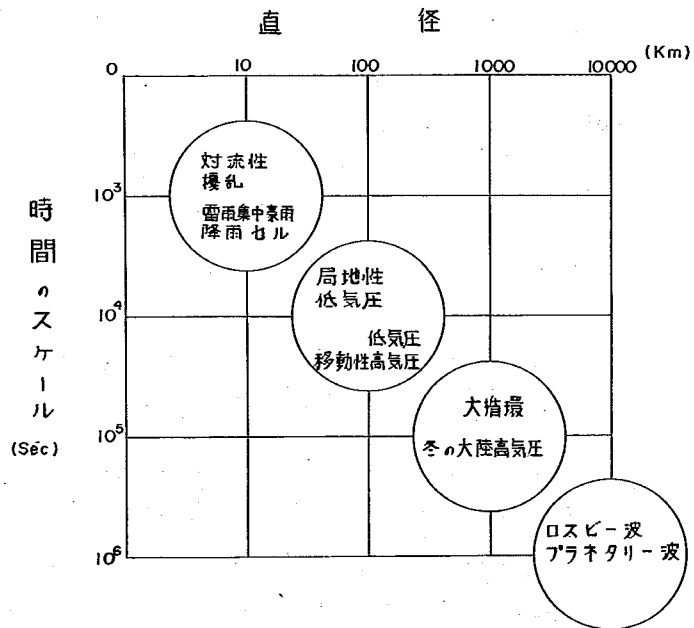 直径
0 10 100 1000 10000 (Km)
対流性
擾乱
雷雨集中豪雨
降雨セル
10³
時間のスケール
(Sec)
局地性
低気圧
低気圧
移動性高気圧
10⁴
大循環
冬の大陸高気圧
10⁵
ロスビー波
プラネタリー波
10⁶